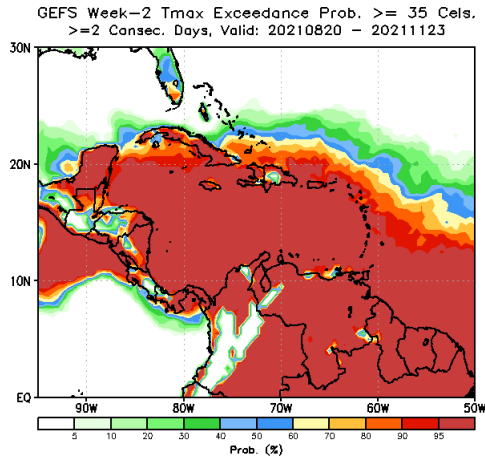 GEFS Week-2 Tmax Exceedance Prob. >= 35 Cels.
>=2 Consec. Days, Valid: 20210820 - 20211123
30N
20N
10N
EQ
90W 80W 70W 60W 50W
5 10 20 30 40 50 60 70 80 90 95
Prob. (%)